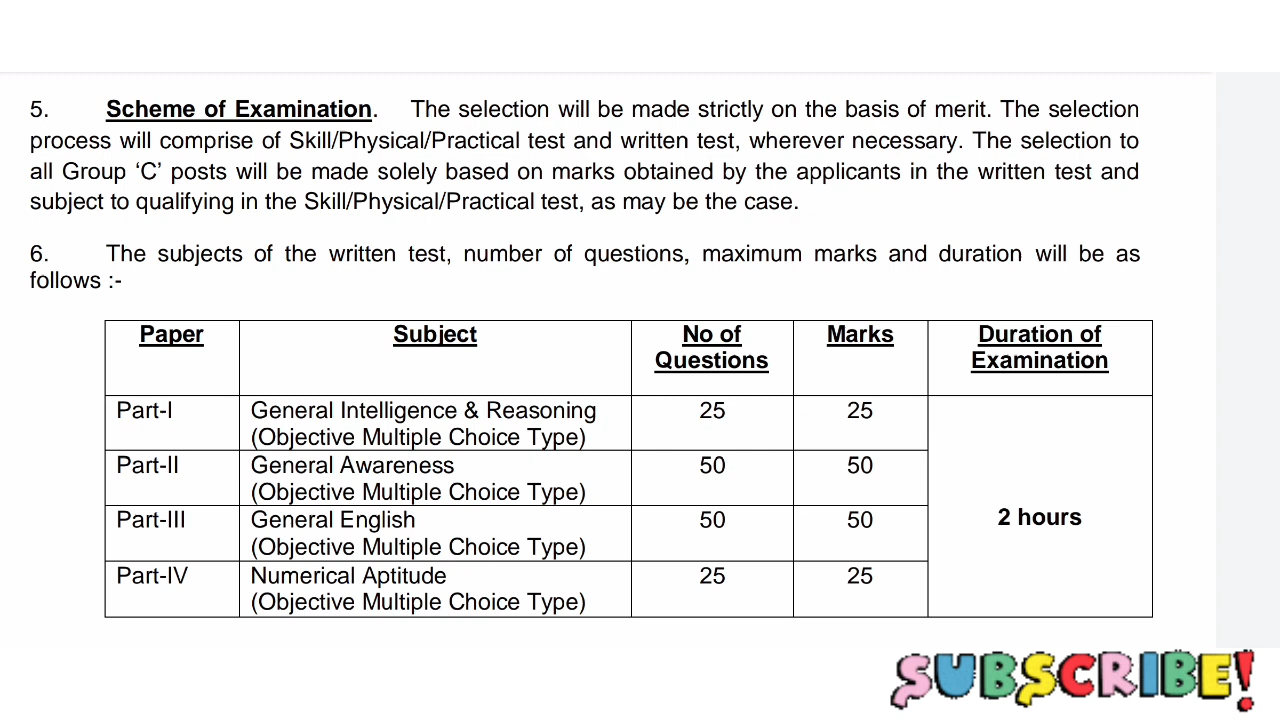 5. Scheme of Examination. The selection will be made strictly on the basis of merit. The selection
process will comprise of Skill/Physical/Practical test and written test, wherever necessary. The selection to
all Group ‘C’ posts will be made solely based on marks obtained by the applicants in the written test and
subject to qualifying in the Skill/Physical/Practical test, as may be the case.
6. The subjects of the written test, number of questions, maximum marks and duration will be as
follows :-
Paper Subject No of Questions Marks Duration of Examination
Part-I General Intelligence & Reasoning 25 25
(Objective Multiple Choice Type)
Part-II General Awareness 50 50
(Objective Multiple Choice Type)
2 hours
Part-III General English 50 50
(Objective Multiple Choice Type)
Part-IV Numerical Aptitude 25 25
(Objective Multiple Choice Type)
SUBSCRIBE!